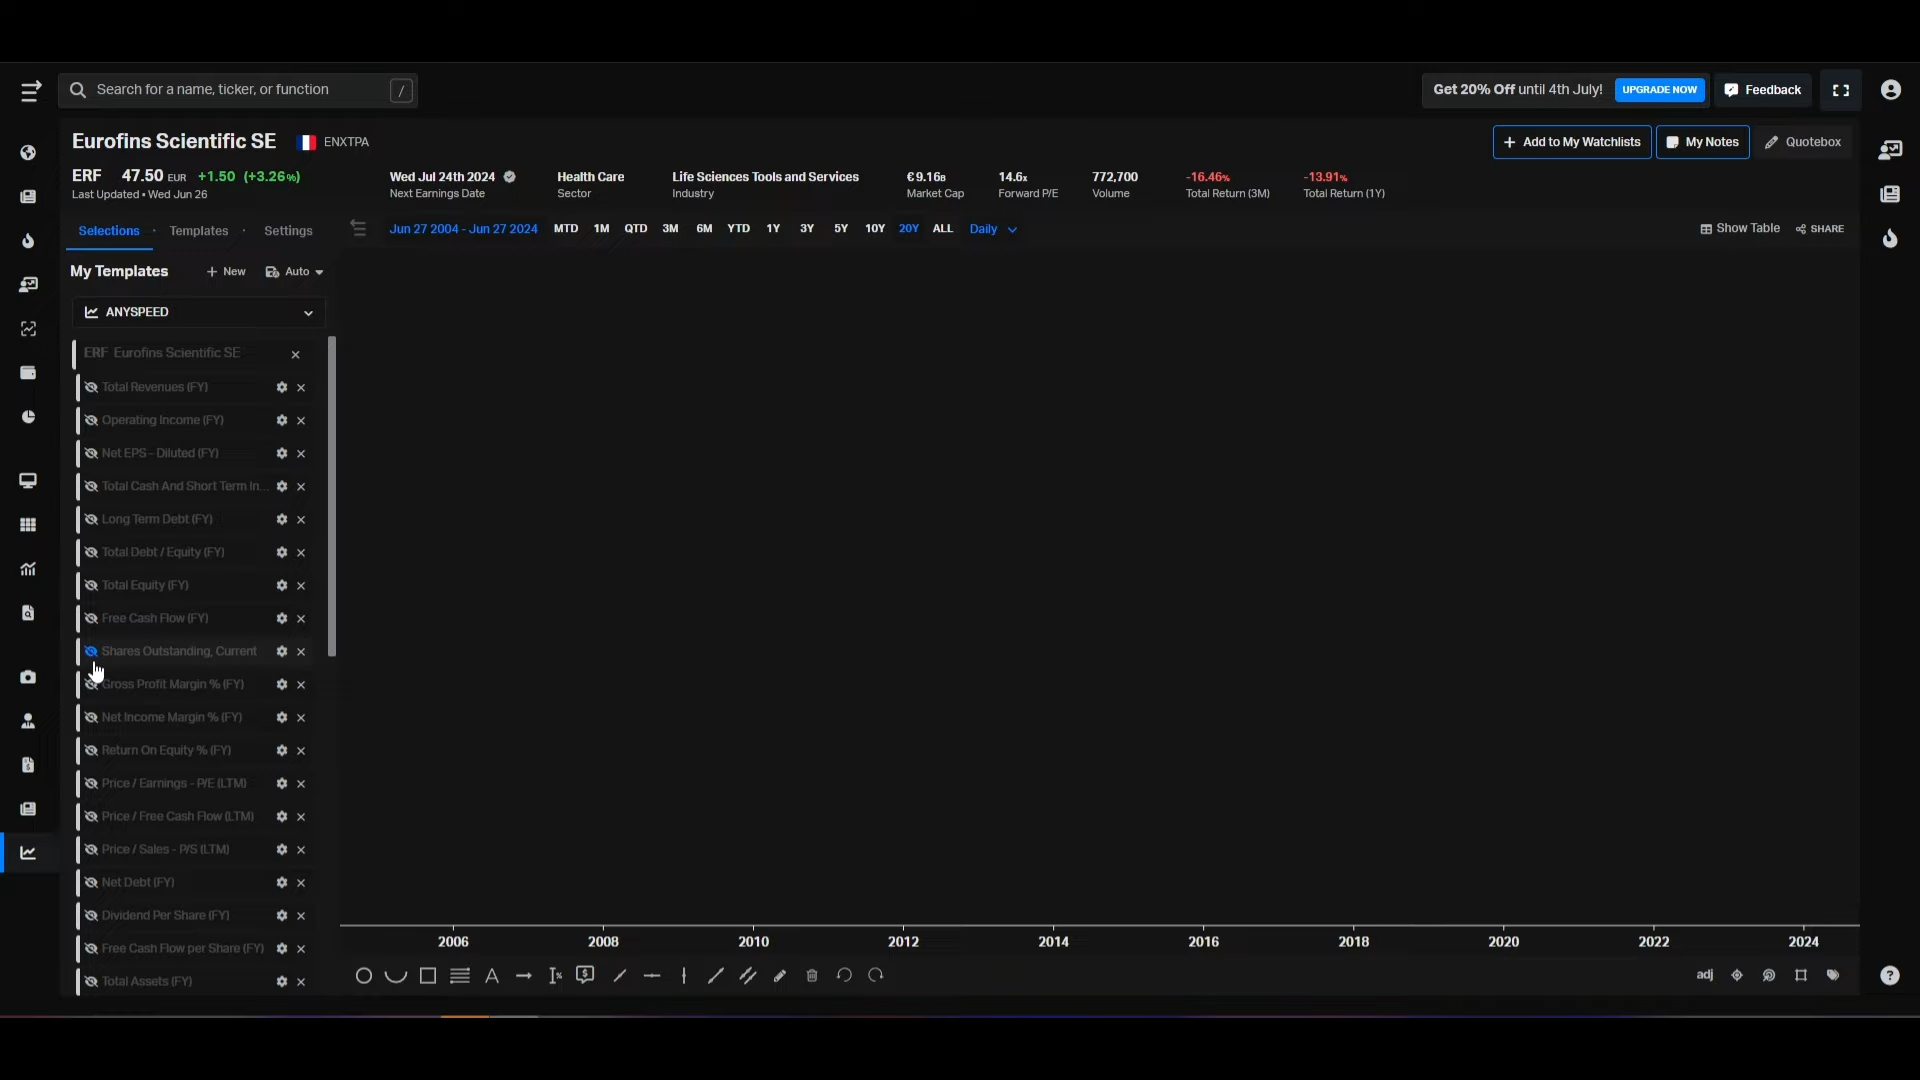 Search for a name, ticker, or function /
Get 20% Off until 4th July! UPGRADE NOW Feedback
Eurofins Scientific SE ENXTPA
+ Add to My Watchlists My Notes Quotebox
ERF 47.50 EUR +1.50 (+3.26%)
Last Updated • Wed Jun 26
Wed Jul 24th 2024
Next Earnings Date
Health Care
Sector
Life Sciences Tools and Services
Industry
€9.16B
Market Cap
14.6x
Forward P/E
772,700
Volume
-16.46%
Total Return (3M)
-13.91%
Total Return (1Y)
Selections · Templates · Settings
Jun 27 2004 - Jun 27 2024 MTD 1M QTD 3M 6M YTD 1Y 3Y 5Y 10Y 20Y ALL Daily
Show Table SHARE
My Templates + New Auto
ANYSPEED
ERF Eurofins Scientific SE
Total Revenues (FY)
Operating Income (FY)
Net EPS - Diluted (FY)
Total Cash And Short Term In...
Long Term Debt (FY)
Total Debt / Equity (FY)
Total Equity (FY)
Free Cash Flow (FY)
Shares Outstanding, Current
Gross Profit Margin % (FY)
Net Income Margin % (FY)
Return On Equity % (FY)
Price / Earnings - P/E (LTM)
Price / Free Cash Flow (LTM)
Price / Sales - P/S (LTM)
Net Debt (FY)
Dividend Per Share (FY)
Free Cash Flow per Share (FY)
Total Assets (FY)
2006 2008 2010 2012 2014 2016 2018 2020 2022 2024
A adj ?